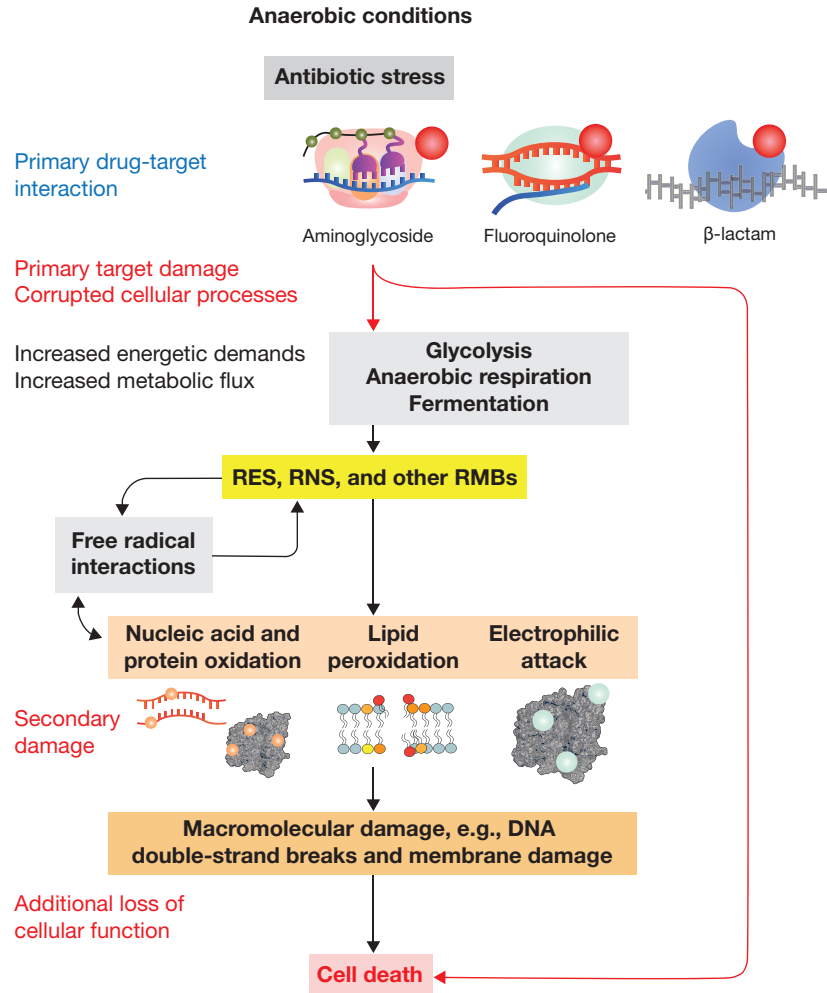 Anaerobic conditions
Antibiotic stress
Primary drug-target
interaction
Aminoglycoside
Fluoroquinolone
β-lactam
Primary target damage
Corrupted cellular processes
Increased energetic demands
Increased metabolic flux
Glycolysis
Anaerobic respiration
Fermentation
RES, RNS, and other RMBs
Free radical
interactions
Nucleic acid and
protein oxidation
Lipid
peroxidation
Electrophilic
attack
Secondary
damage
Macromolecular damage, e.g., DNA
double-strand breaks and membrane damage
Additional loss of
cellular function
Cell death